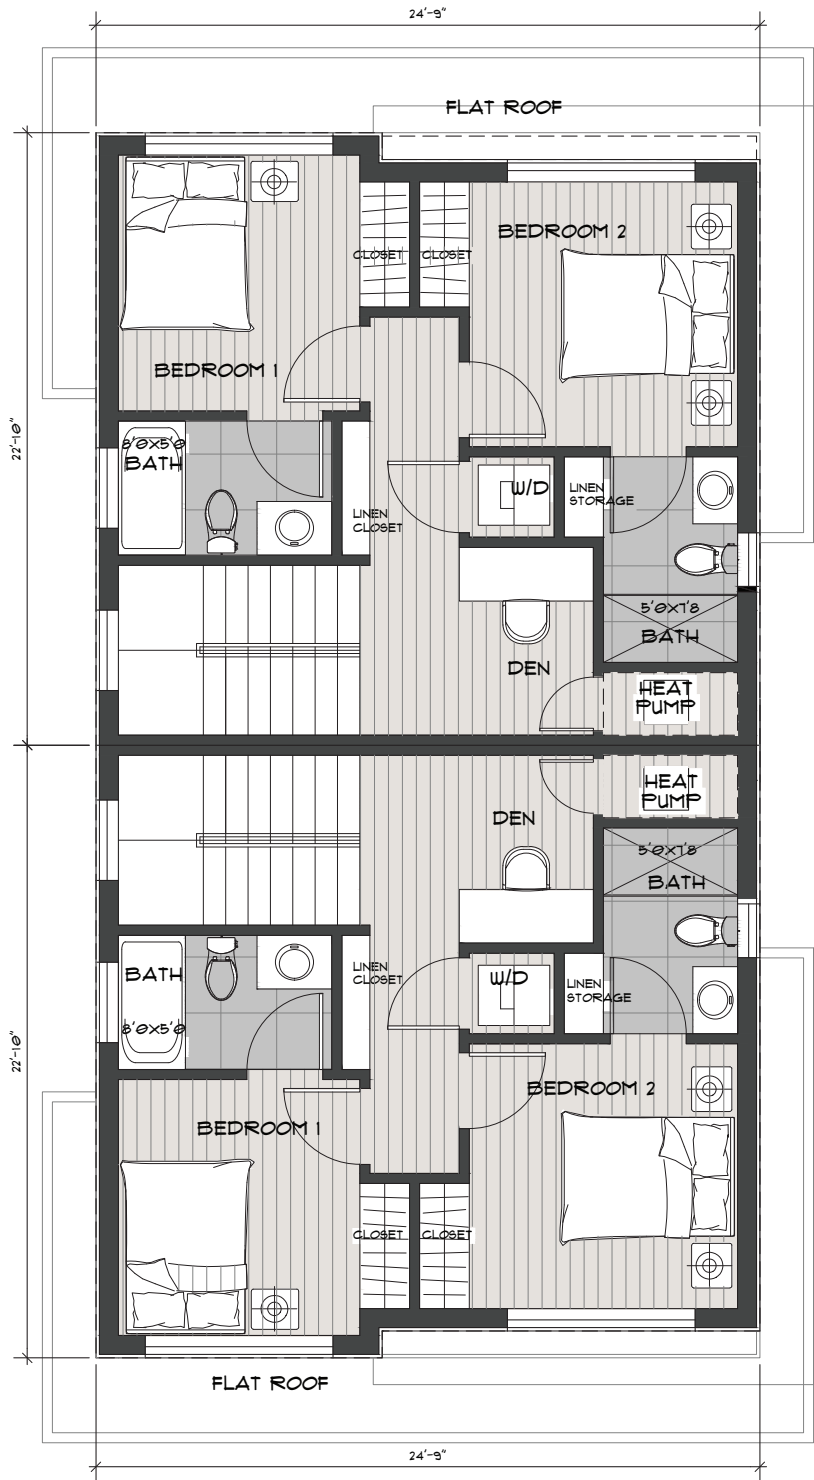 24'-9"
FLAT ROOF
BEDROOM 2
CLOSET
CLOSET
BEDROOM 1
22'-10"
8'0X5'0
BATH
W/D
LINEN
STORAGE
LINEN
CLOSET
5'0X1'8
BATH
DEN
HEAT
PUMP
HEAT
PUMP
DEN
5'0X1'8
BATH
LINEN
CLOSET
BATH
W/D
LINEN
STORAGE
8'0X5'0
22'-10"
BEDROOM 2
BEDROOM 1
CLOSET
CLOSET
FLAT ROOF
24'-9"